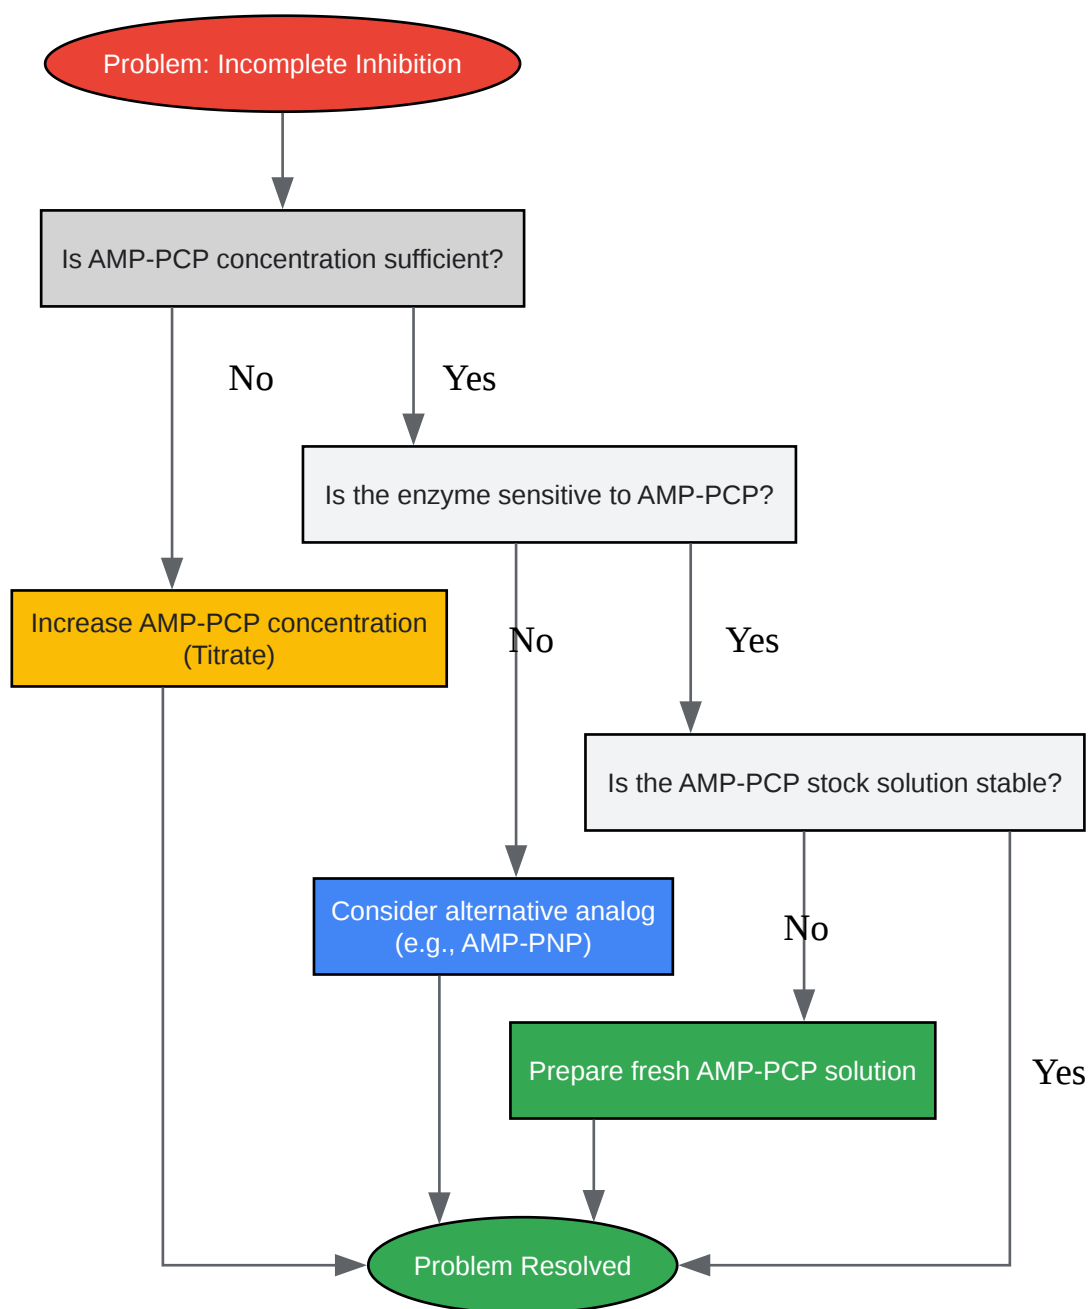 Problem: Incomplete Inhibition
Is AMP-PCP concentration sufficient?
No
Yes
Is the enzyme sensitive to AMP-PCP?
Increase AMP-PCP concentration
(Titrate)
No
Yes
Is the AMP-PCP stock solution stable?
Consider alternative analog
(e.g., AMP-PNP)
No
Prepare fresh AMP-PCP solution
Yes
Problem Resolved